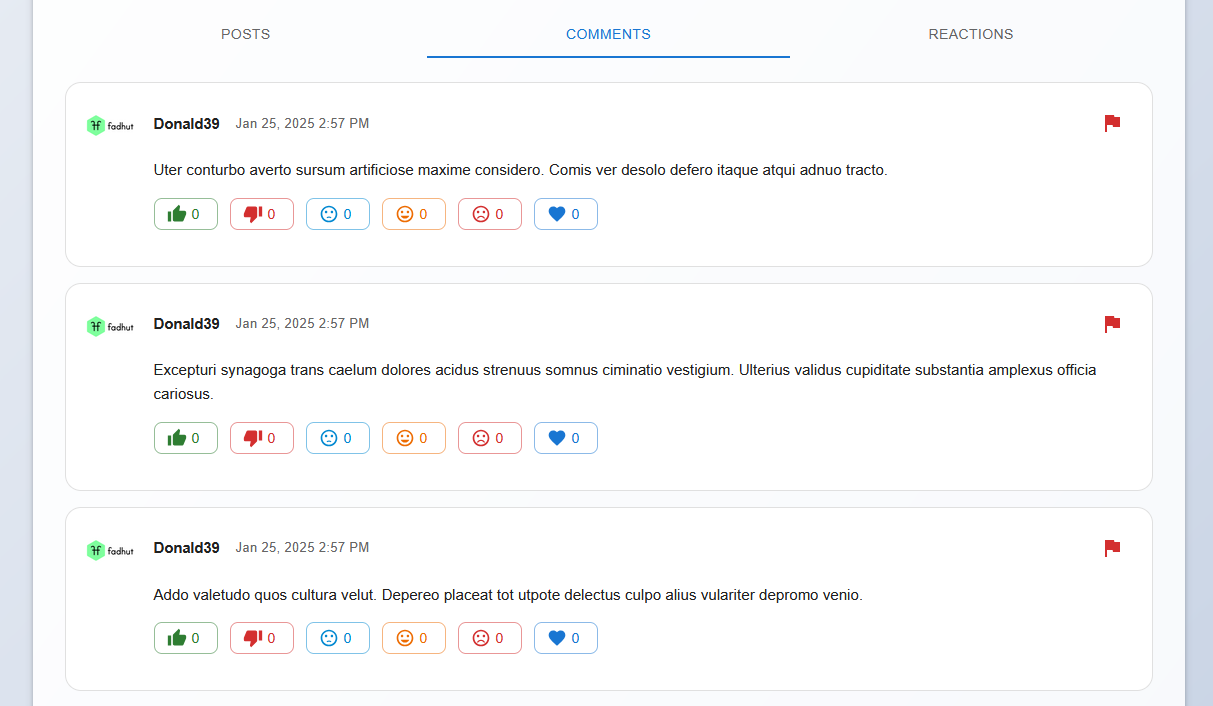 POSTS COMMENTS REACTIONS
fadhut Donald39 Jan 25, 2025 2:57 PM
Uter conturbo averto sursum artificiose maxime considero. Comis ver desolo defero itaque atqui adnuo tracto.
0 0 0 0 0 0
fadhut Donald39 Jan 25, 2025 2:57 PM
Excepturi synagoga trans caelum dolores acidus strenuus somnus ciminatio vestigium. Ulterius validus cupiditate substantia amplexus officia
cariosus.
0 0 0 0 0 0
fadhut Donald39 Jan 25, 2025 2:57 PM
Addo valetudo quos cultura velut. Depereo placeat tot utpote delectus culpo alius vulariter depromo venio.
0 0 0 0 0 0